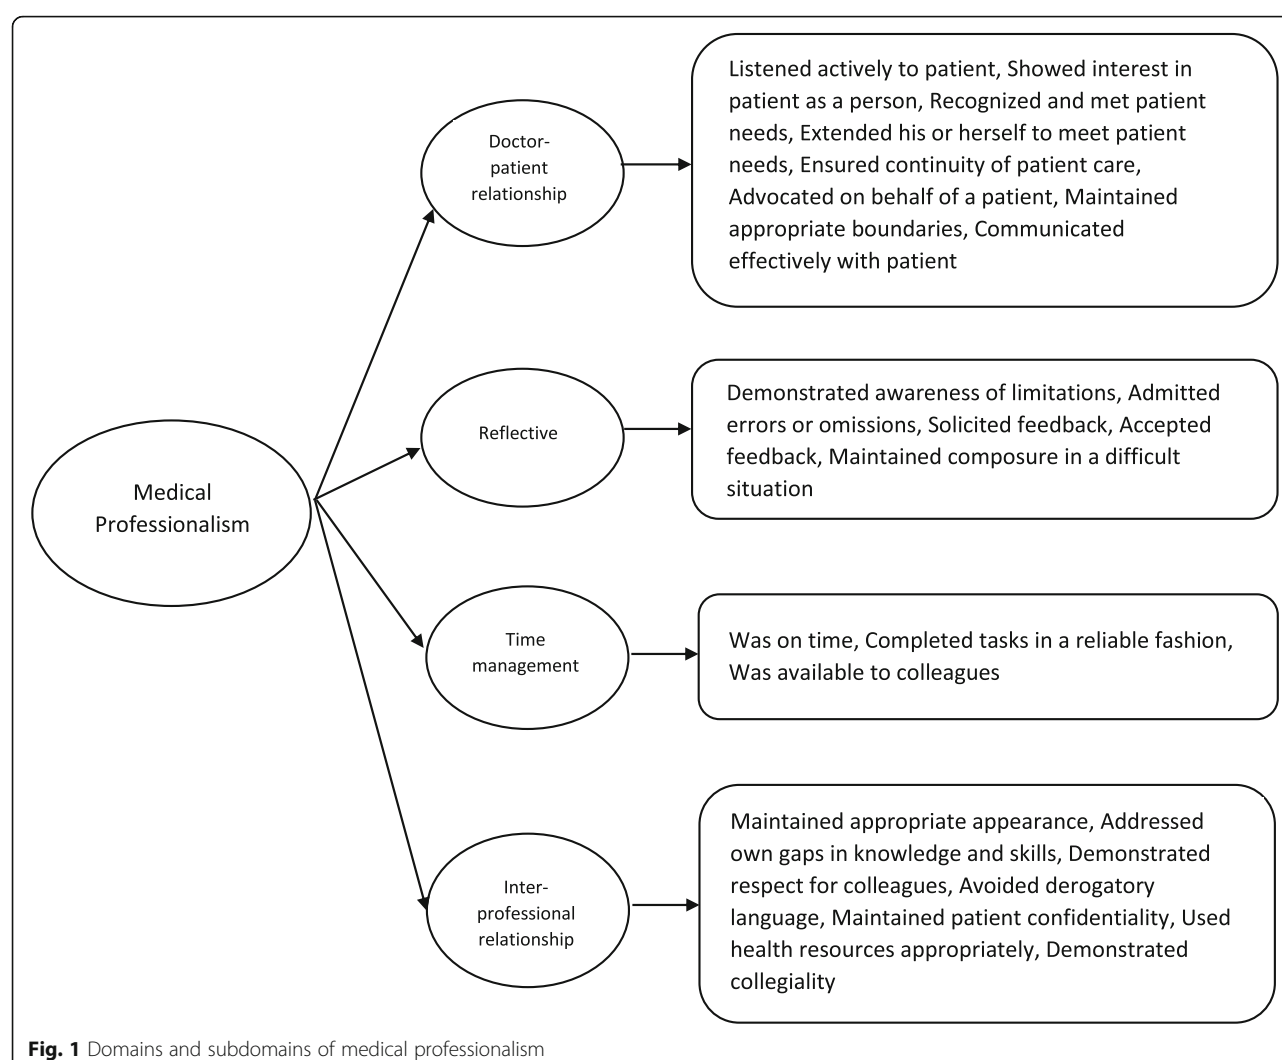 Medical
Professionalism
Doctor-
patient
relationship
Listened actively to patient, Showed interest in
patient as a person, Recognized and met patient
needs, Extended his or herself to meet patient
needs, Ensured continuity of patient care,
Advocated on behalf of a patient, Maintained
appropriate boundaries, Communicated
effectively with patient
Reflective
Demonstrated awareness of limitations, Admitted
errors or omissions, Solicited feedback, Accepted
feedback, Maintained composure in a difficult
situation
Time
management
Was on time, Completed tasks in a reliable fashion,
Was available to colleagues
Inter-
professional
relationship
Maintained appropriate appearance, Addressed
own gaps in knowledge and skills, Demonstrated
respect for colleagues, Avoided derogatory
language, Maintained patient confidentiality, Used
health resources appropriately, Demonstrated
collegiality
Fig. 1 Domains and subdomains of medical professionalism